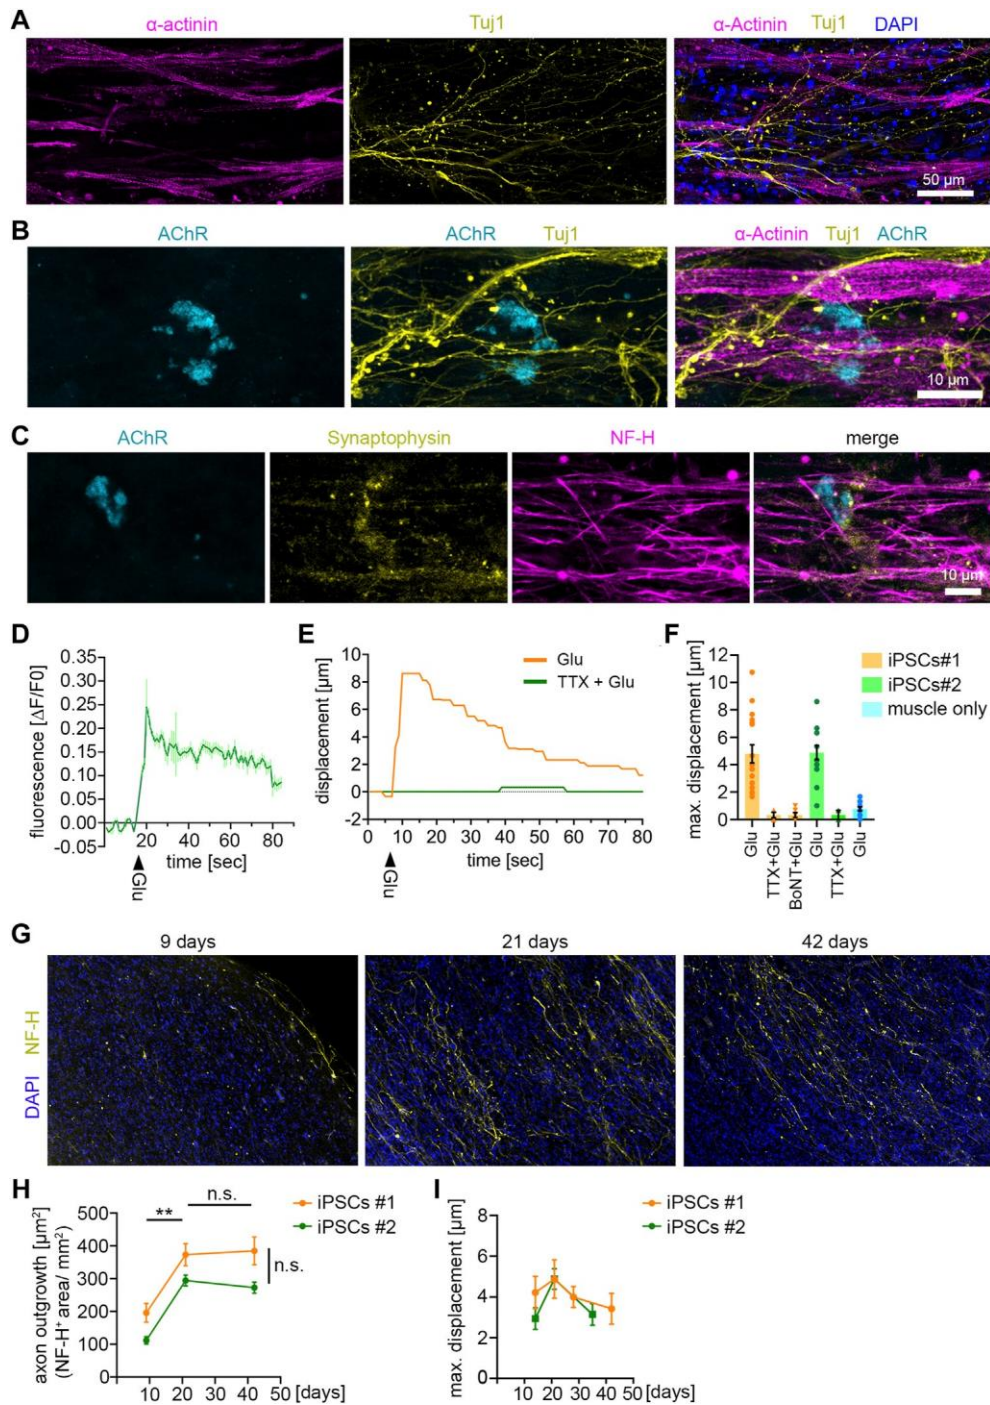 A
α-actinin
Tuj1
α-Actinin Tuj1 DAPI
50 µm
B
AChR
AChR Tuj1
α-Actinin Tuj1 AChR
10 µm
C
AChR
Synaptophysin
NF-H
merge
10 µm
D
fluorescence [ΔF/F0]
0.35
0.30
0.25
0.20
0.15
0.10
0.05
0.00
-0.05
20 40 60 80
time [sec]
Glu
E
displacement [µm]
10
8
6
4
2
0
-2
0 10 20 30 40 50 60 70 80
time [sec]
Glu
Glu
TTX + Glu
F
max. displacement [µm]
12
10
8
6
4
2
0
Glu
TTX+Glu
BoNT+Glu
Glu
TTX+Glu
Glu
iPSCs#1
iPSCs#2
muscle only
G
9 days
21 days
42 days
DAPI NF-H
H
axon outgrowth [µm²]
(NF-H⁺ area/ mm²)
500
400
300
200
100
0
10 20 30 40 50 [days]
**
n.s.
n.s.
iPSCs #1
iPSCs #2
I
max. displacement [µm]
8
6
4
2
0
10 20 30 40 50 [days]
iPSCs #1
iPSCs #2